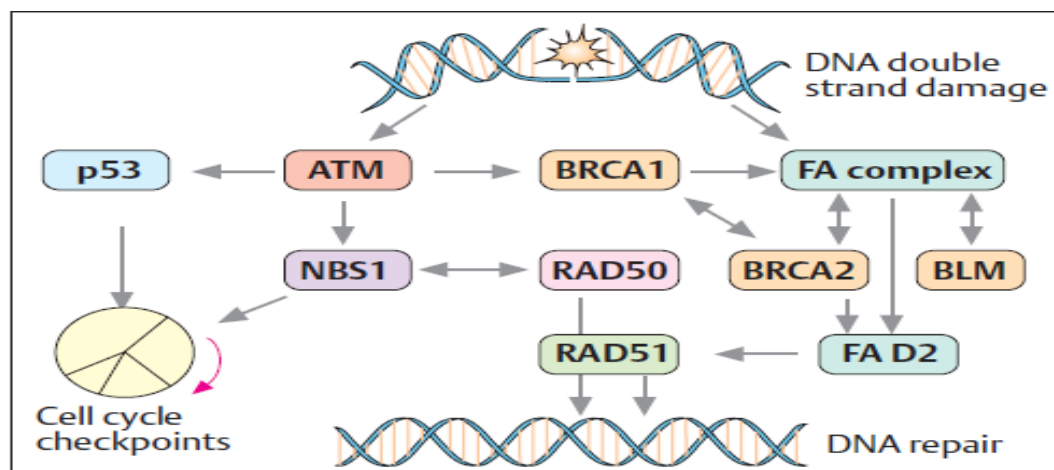 DNA double
strand damage
p53
ATM
BRCA1
FA complex
NBS1
RAD50
BRCA2
BLM
RAD51
FA D2
Cell cycle
checkpoints
DNA repair